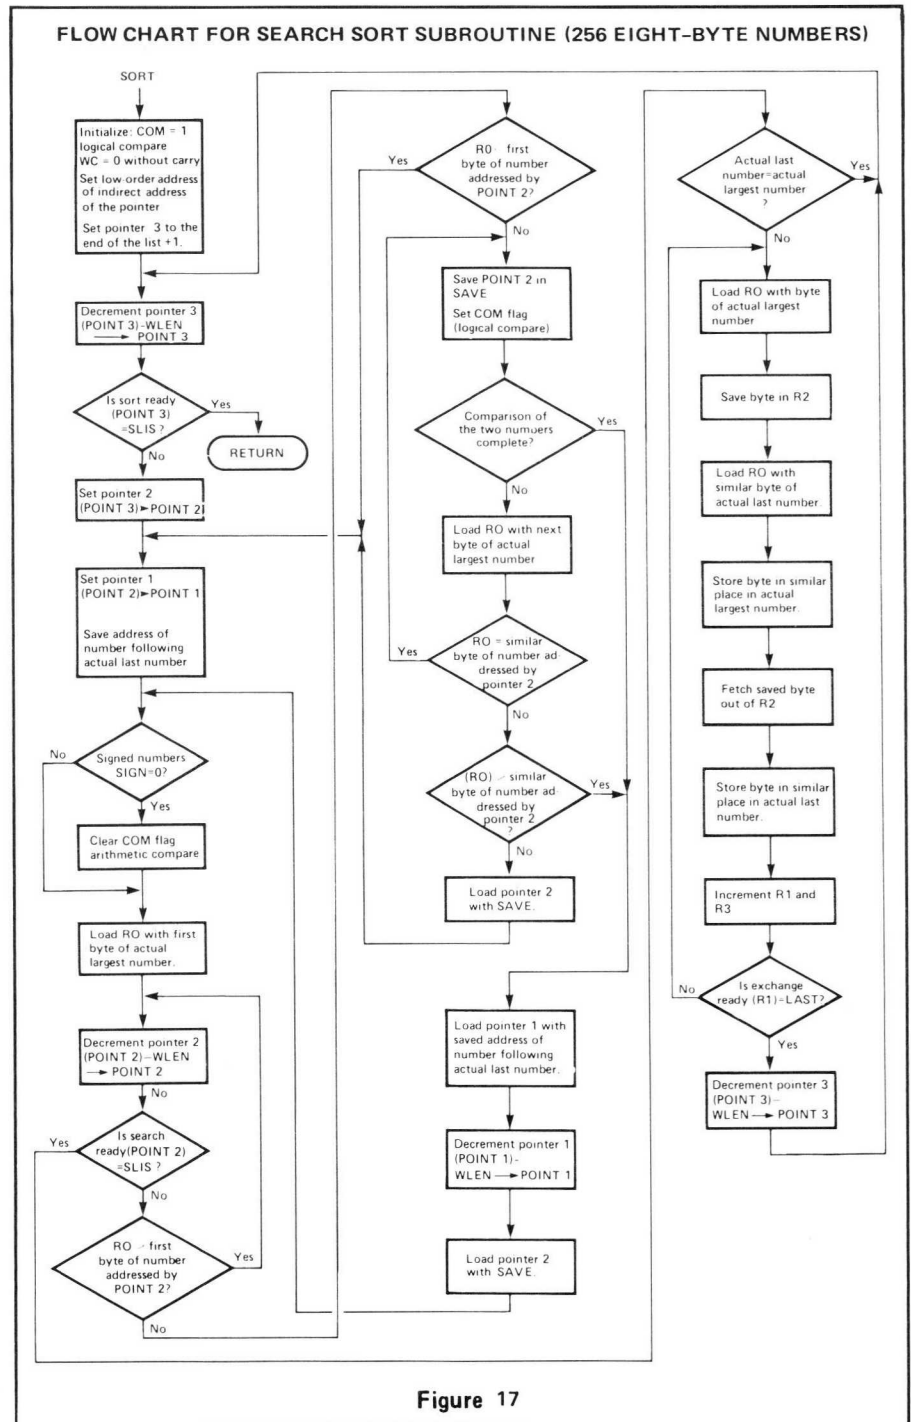 FLOW CHART FOR SEARCH SORT SUBROUTINE (256 EIGHT–BYTE NUMBERS)
SORT
Initialize: COM = 1
logical compare
WC = 0 without carry
Set low-order address
of indirect address
of the pointer
Set pointer 3 to the
end of the list +1.
Decrement pointer 3
(POINT 3)-WLEN
→ POINT 3
Is sort ready
(POINT 3)
=SLIS?
Yes
RETURN
No
Set pointer 2
(POINT 3)➤POINT 2
Set pointer 1
(POINT 2)➤POINT 1
Save address of
number following
actual last number
Signed numbers
SIGN=0?
No
Yes
Clear COM flag
arithmetic compare
Load RO with first
byte of actual
largest number.
Decrement pointer 2
(POINT 2)–WLEN
→ POINT 2
No
Is search
ready(POINT 2)
=SLIS?
Yes
No
RO first
byte of number
addressed by
POINT 2?
Yes
No
R0 first
byte of number
addressed by
POINT 2?
Yes
No
Save POINT 2 in
SAVE
Set COM flag
(logical compare)
Comparison of
the two numbers
complete?
Yes
No
Load RO with next
byte of actual
largest number
RO = similar
byte of number ad
dressed by
pointer 2
Yes
No
(RO) similar
byte of number ad
dressed by
pointer 2
?
Yes
No
Load pointer 2
with SAVE.
Load pointer 1 with
saved address of
number following
actual last number.
Decrement pointer 1
(POINT 1)-
WLEN → POINT 1
Load pointer 2
with SAVE.
Actual last
number=actual
largest number
?
Yes
No
Load RO with byte
of actual largest
number
Save byte in R2
Load RO with
similar byte of
actual last number.
Store byte in similar
place in actual
largest number.
Fetch saved byte
out of R2
Store byte in similar
place in actual last
number.
Increment R1 and
R3
Is exchange
ready (R1)=LAST?
No
Yes
Decrement pointer 3
(POINT 3)–
WLEN → POINT 3
Figure 17